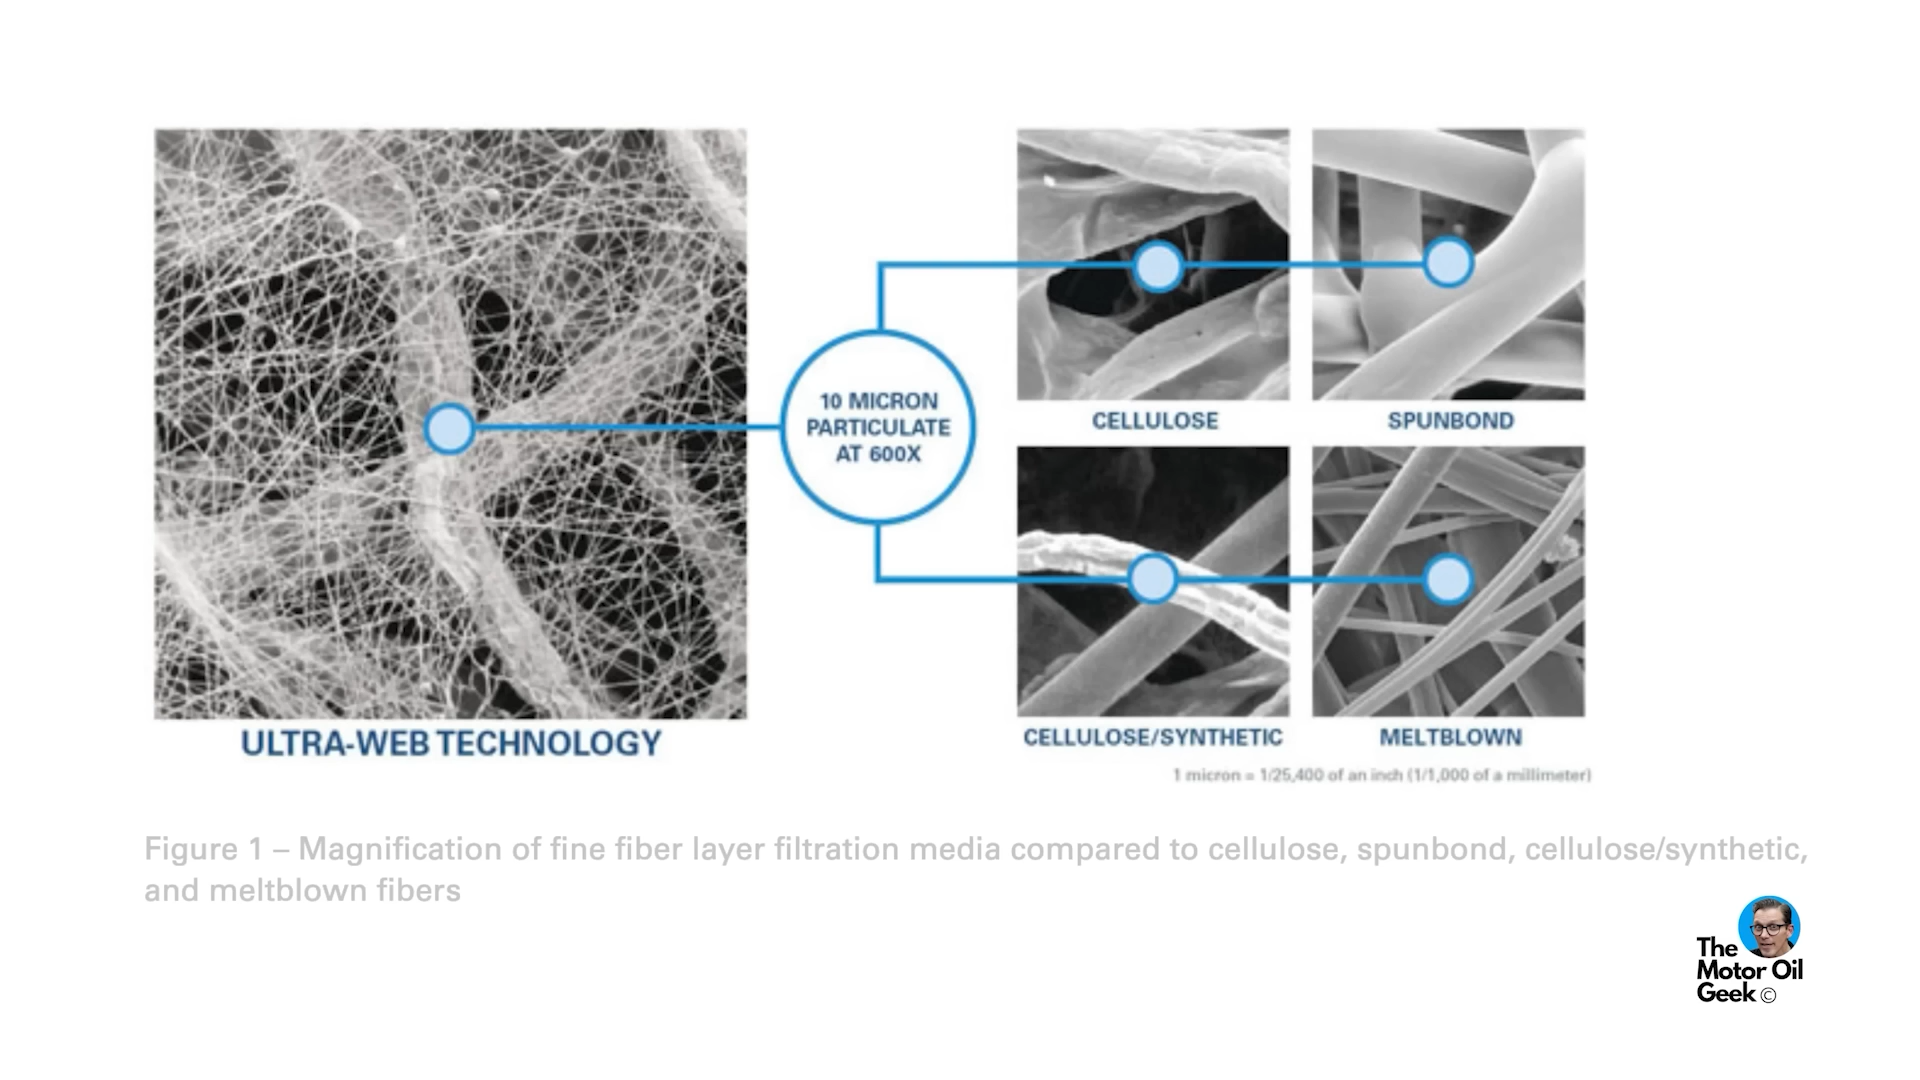 10 MICRON
PARTICULATE
AT 600X
CELLULOSE
SPUNBOND
ULTRA-WEB TECHNOLOGY
CELLULOSE/SYNTHETIC
MELTBLOWN
1 micron = 1/25,400 of an inch (1/1,000 of a millimeter)
Figure 1 – Magnification of fine fiber layer filtration media compared to cellulose, spunbond, cellulose/synthetic,
and meltblown fibers
The
Motor Oil
Geek ©